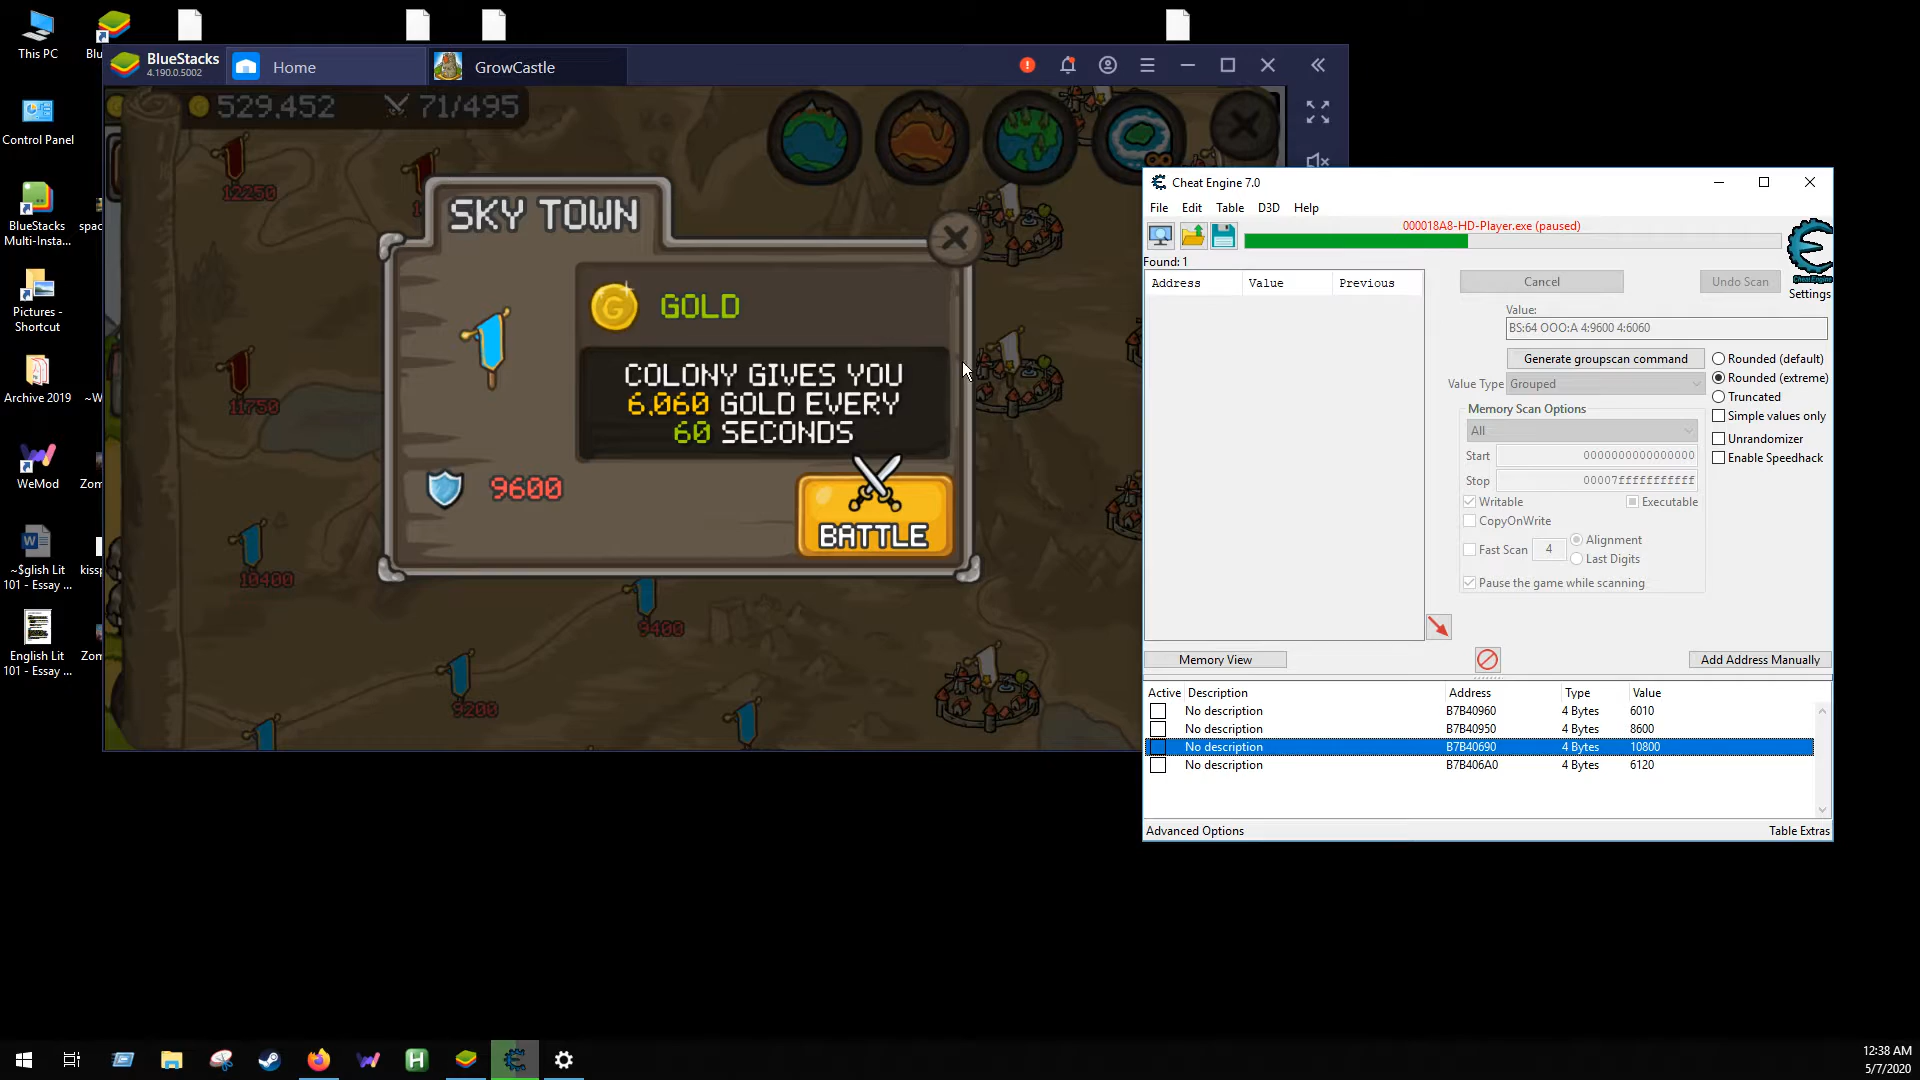 This PC
Blu
Control Panel
BlueStacks
Multi-Insta...
spac
Pictures -
Shortcut
Archive 2019
~W
WeMod
Zom
~$glish Lit
101 - Essay ...
kissp
English Lit
101 - Essay ...
Zom
BlueStacks
4.190.0.5002
Home
GrowCastle
529,452
71/495
12250
11750
10400
9400
9200
SKY TOWN
GOLD
COLONY GIVES YOU
6,060 GOLD EVERY
60 SECONDS
9600
BATTLE
Cheat Engine 7.0
File Edit Table D3D Help
000018A8-HD-Player.exe (paused)
Found: 1
Address Value Previous
Cancel
Undo Scan
Cheat Engine
Settings
Value:
BS:64 OOO:A 4:9600 4:6060
Generate groupscan command
Rounded (default)
Value Type Grouped
Rounded (extreme)
Truncated
Memory Scan Options
Simple values only
All
Unrandomizer
Start 0000000000000000
Enable Speedhack
Stop 00007fffffffffff
Writable Executable
CopyOnWrite
Fast Scan 4 Alignment
Last Digits
Pause the game while scanning
Memory View
Add Address Manually
Active Description Address Type Value
No description B7B40960 4 Bytes 6010
No description B7B40950 4 Bytes 8600
No description B7B40690 4 Bytes 10800
No description B7B406A0 4 Bytes 6120
Advanced Options
Table Extras
12:38 AM
5/7/2020